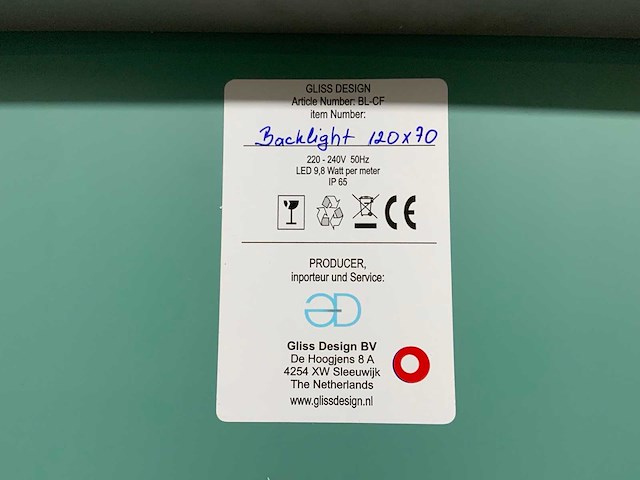 GLISS DESIGN
Article Number: BL-CF
item Number:
Backlight 120x70
220 - 240V 50Hz
LED 9,8 Watt per meter
IP 65
CE
PRODUCER,
inporteur und Service:
GD
Gliss Design BV
De Hoogjens 8 A
4254 XW Sleeuwijk
The Netherlands
www.glissdesign.nl